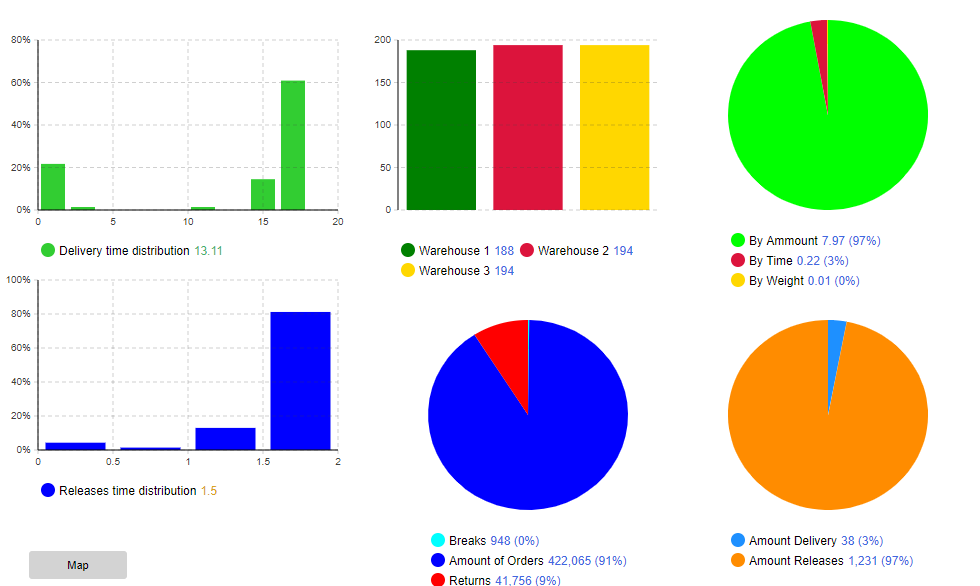 80%
60%
40%
20%
0%
0 5 10 15 20
Delivery time distribution 13.11
200
150
100
50
0
Warehouse 1 188 Warehouse 2 194
Warehouse 3 194
By Ammount 7.97 (97%)
By Time 0.22 (3%)
By Weight 0.01 (0%)
100%
80%
60%
40%
20%
0%
0 0.5 1 1.5 2
Releases time distribution 1.5
Map
Breaks 948 (0%)
Amount of Orders 422,065 (91%)
Returns 41,756 (9%)
Amount Delivery 38 (3%)
Amount Releases 1,231 (97%)